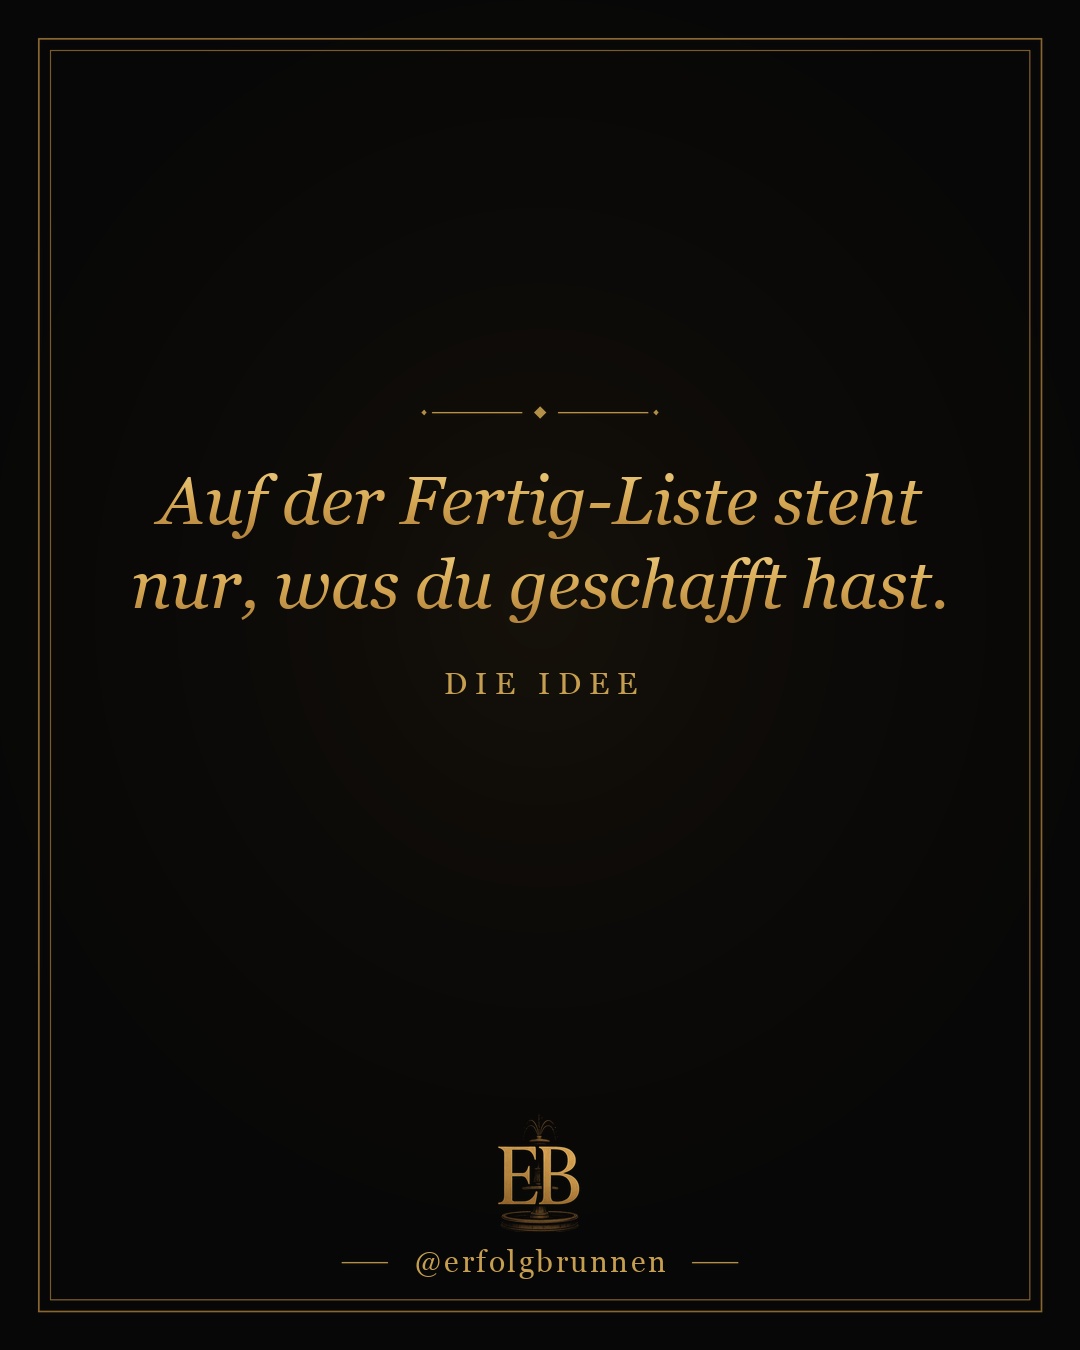 Auf der Fertig-Liste steht
nur, was du geschafft hast.
DIE IDEE
EB
@erfolgbrunnen